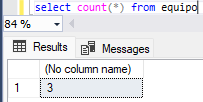 select count(*) from equipo
84 %
Results Messages
(No column name)
1 3